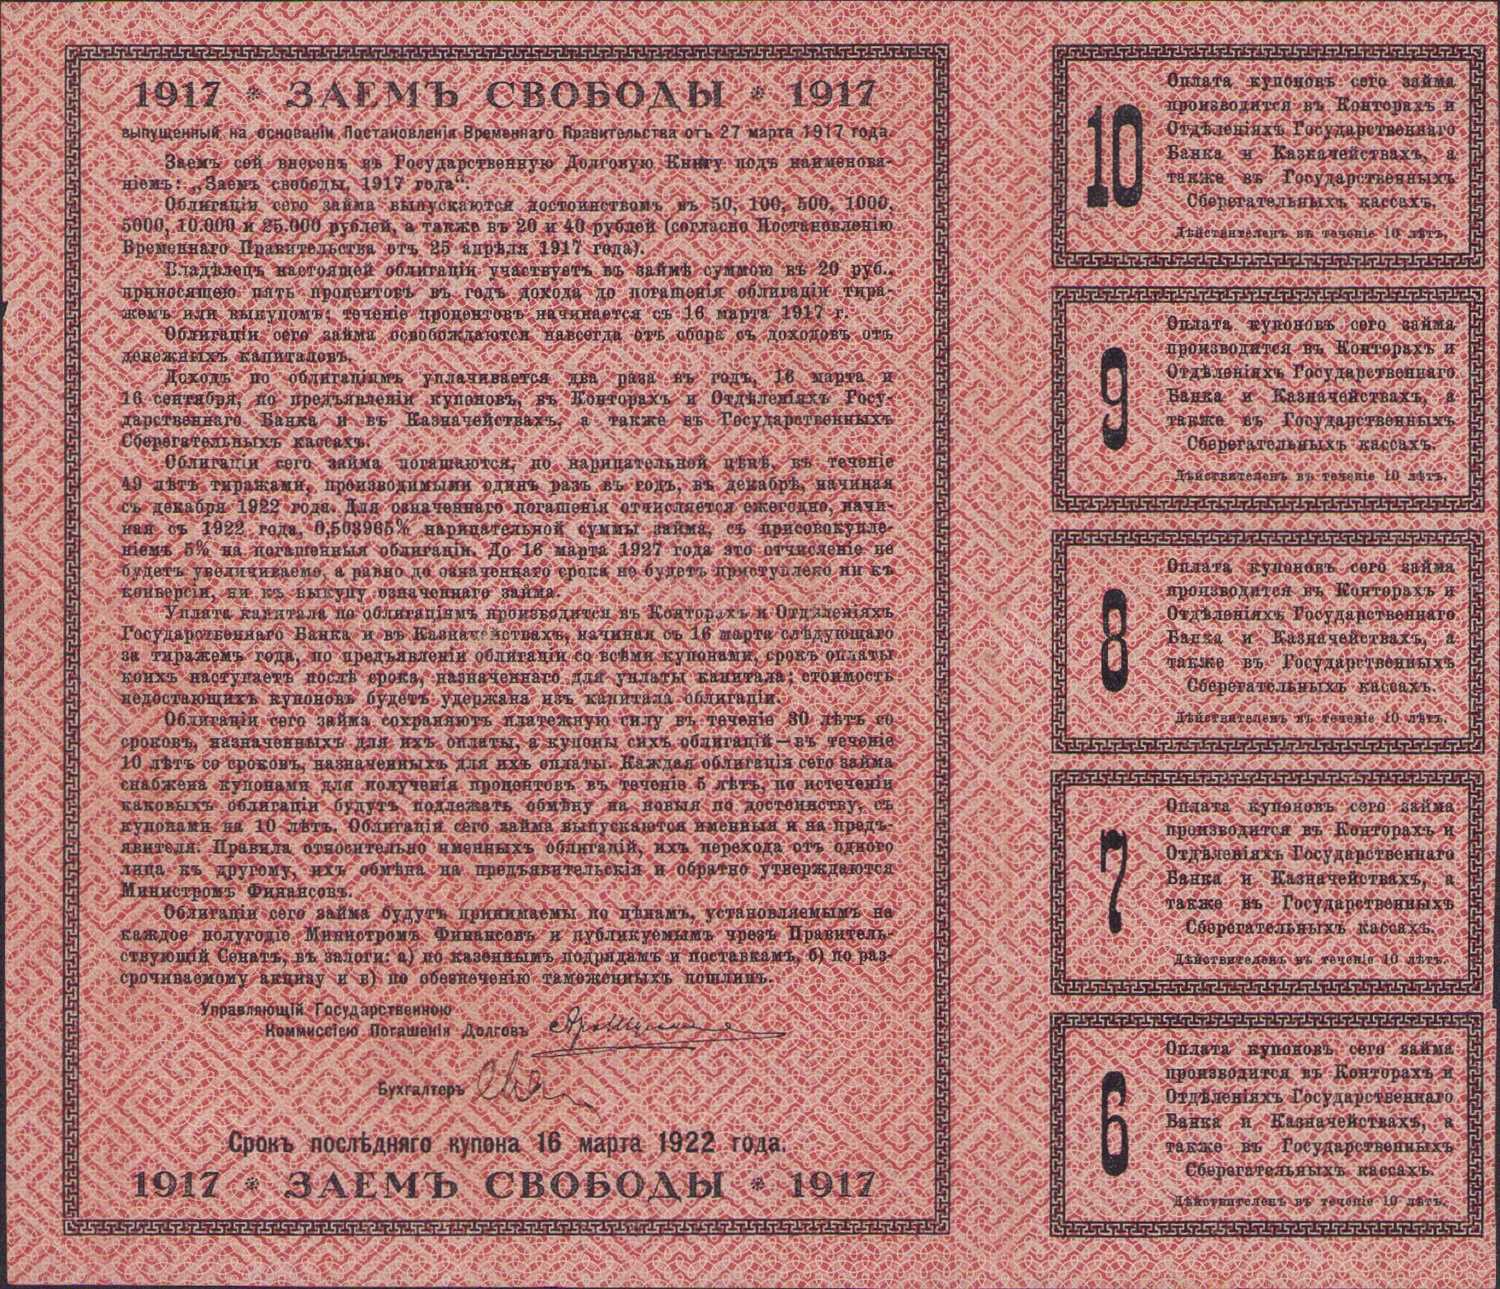 1917 * ЗАЕМЪ СВОБОДЫ * 1917
выпущенный на основаніи Постановленія Временнаго Правительства отъ 27 марта 1917 года.
Заемъ сей внесенъ въ Государственную Долговую Книгу подъ наименова-
ніемъ: „Заемъ свободы, 1917 года“.
Облигаціи сего займа выпускаются достоинствомъ въ 50, 100, 500, 1000,
5000, 10.000 и 25.000 рублей, а также въ 20 и 40 рублей (согласно Постановленію
Временнаго Правительства отъ 25 апрѣля 1917 года).
Владѣлецъ настоящей облигаціи участвуетъ въ займѣ суммою въ 20 руб.,
приносящею пять процентовъ въ годъ дохода до погашенія облигаціи тира-
жемъ или выкупомъ; теченіе процентовъ начинается съ 16 марта 1917 г.
Облигаціи сего займа освобождаются навсегда отъ сбора съ доходовъ отъ
денежныхъ капиталовъ.
Доходъ по облигаціямъ уплачивается два раза въ годъ, 16 марта и
16 сентября, по предъявленіи купоновъ, въ Конторахъ и Отдѣленіяхъ Госу-
дарственнаго Банка и въ Казначействахъ, а также въ Государственныхъ
Сберегательныхъ кассахъ.
Облигаціи сего займа погашаются, по нарицательной цѣнѣ, въ теченіе
49 лѣтъ тиражами, производимыми одинъ разъ въ годъ, въ декабрѣ, начиная
съ декабря 1922 года. Для означеннаго погашенія отчисляется ежегодно, начи-
ная съ 1922 года, 0,503965% нарицательной суммы займа, съ присовокупле-
ніемъ 5% на погашенныя облигаціи. До 16 марта 1927 года это отчисленіе не
будетъ увеличиваемо, а равно до означеннаго срока не будетъ приступлено ни къ
конверсіи, ни къ выкупу означеннаго займа.
Уплата капитала по облигаціямъ производится въ Конторахъ и Отдѣленіяхъ
Государственнаго Банка и въ Казначействахъ, начиная съ 16 марта слѣдующаго
за тиражемъ года, по предъявленіи облигаціи со всѣми купонами, срокъ оплаты
коихъ наступаетъ послѣ срока, назначеннаго для уплаты капитала; стоимость
недостающихъ купоновъ будетъ удержана изъ капитала облигаціи.
Облигаціи сего займа сохраняютъ платежную силу въ теченіе 30 лѣтъ со
сроковъ, назначенныхъ для ихъ оплаты, а купоны сихъ облигацій—въ теченіе
10 лѣтъ со сроковъ, назначенныхъ для ихъ оплаты. Каждая облигація сего займа
снабжена купонами для полученія процентовъ въ теченіе 5 лѣтъ, по истеченіи
каковыхъ облигаціи будутъ подлежать обмѣну на новыя по достоинству, съ
купонами на 10 лѣтъ. Облигаціи сего займа выпускаются именныя и на предъ-
явителя. Правила относительно именныхъ облигацій, ихъ перехода отъ одного
лица къ другому, ихъ обмѣна на предъявительскія и обратно утверждаются
Министромъ Финансовъ.
Облигаціи сего займа будутъ принимаемы по цѣнамъ, установляемымъ на
каждое полугодіе Министромъ Финансовъ и публикуемымъ чрезъ Правитель-
ствующій Сенатъ, въ залоги: а) по казеннымъ подрядамъ и поставкамъ, б) по раз-
срочиваемому акцизу и в) по обезпеченію таможенныхъ пошлинъ.
Управляющій Государственною
Коммиссіею Погашенія Долговъ
Бухгалтеръ
Срокъ послѣдняго купона 16 марта 1922 года.
1917 * ЗАЕМЪ СВОБОДЫ * 1917
10
Оплата купоновъ сего займа
производится въ Конторахъ и
Отдѣленіяхъ Государственнаго
Банка и Казначействахъ, а
также въ Государственныхъ
Сберегательныхъ кассахъ.
Дѣйствителенъ въ теченіе 10 лѣтъ.
9
Оплата купоновъ сего займа
производится въ Конторахъ и
Отдѣленіяхъ Государственнаго
Банка и Казначействахъ, а
также въ Государственныхъ
Сберегательныхъ кассахъ.
Дѣйствителенъ въ теченіе 10 лѣтъ.
8
Оплата купоновъ сего займа
производится въ Конторахъ и
Отдѣленіяхъ Государственнаго
Банка и Казначействахъ, а
также въ Государственныхъ
Сберегательныхъ кассахъ.
Дѣйствителенъ въ теченіе 10 лѣтъ.
7
Оплата купоновъ сего займа
производится въ Конторахъ и
Отдѣленіяхъ Государственнаго
Банка и Казначействахъ, а
также въ Государственныхъ
Сберегательныхъ кассахъ.
Дѣйствителенъ въ теченіе 10 лѣтъ.
6
Оплата купоновъ сего займа
производится въ Конторахъ и
Отдѣленіяхъ Государственнаго
Банка и Казначействахъ, а
также въ Государственныхъ
Сберегательныхъ кассахъ.
Дѣйствителенъ въ теченіе 10 лѣтъ.